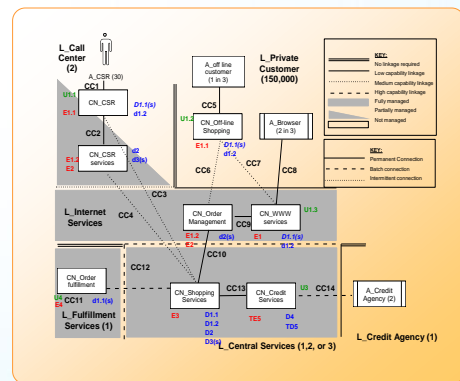 L_Call
Center
(2)
A_CSR (30)
CC1
U1.1
CN_CSR
D1.1(s)
d1.2
E1.1
CC2
CN_CSR
services
E1.2
E2
d2
d3(s)
CC3
CC4
A_off line
customer
(1 in 3)
L_Private
Customer
(150,000)
CC5
U1.2
CN_Off-line
Shopping
E1.1
D1.1(s)
d1.2
A_Browser
(2 in 3)
CC6
CC7
CC8
KEY:
No linkage required
Low capability linkage
Medium capability linkage
High capability linkage
Fully managed
Partially managed
Not managed
KEY:
Permanent Connection
Batch connection
Intermittent connection
L_Internet
Services
CN_Order
Management
CC9
CN_WWW
services
U1.3
E1.2
E2
d2(s)
E1
D1.1(s)
d1.2
CC10
CC12
CN_Order
fulfillment
U4
E4
CC11
d1.1(s)
L_Fulfillment
Services (1)
CN_Shopping
Services
CC13
CN_Credit
Services
U3
CC14
A_Credit
Agency (2)
E3
D1.1
D1.2
D2
D3(s)
TE5
D4
TD5
L_Central Services (1,2, or 3)
L_Credit Agency (1)